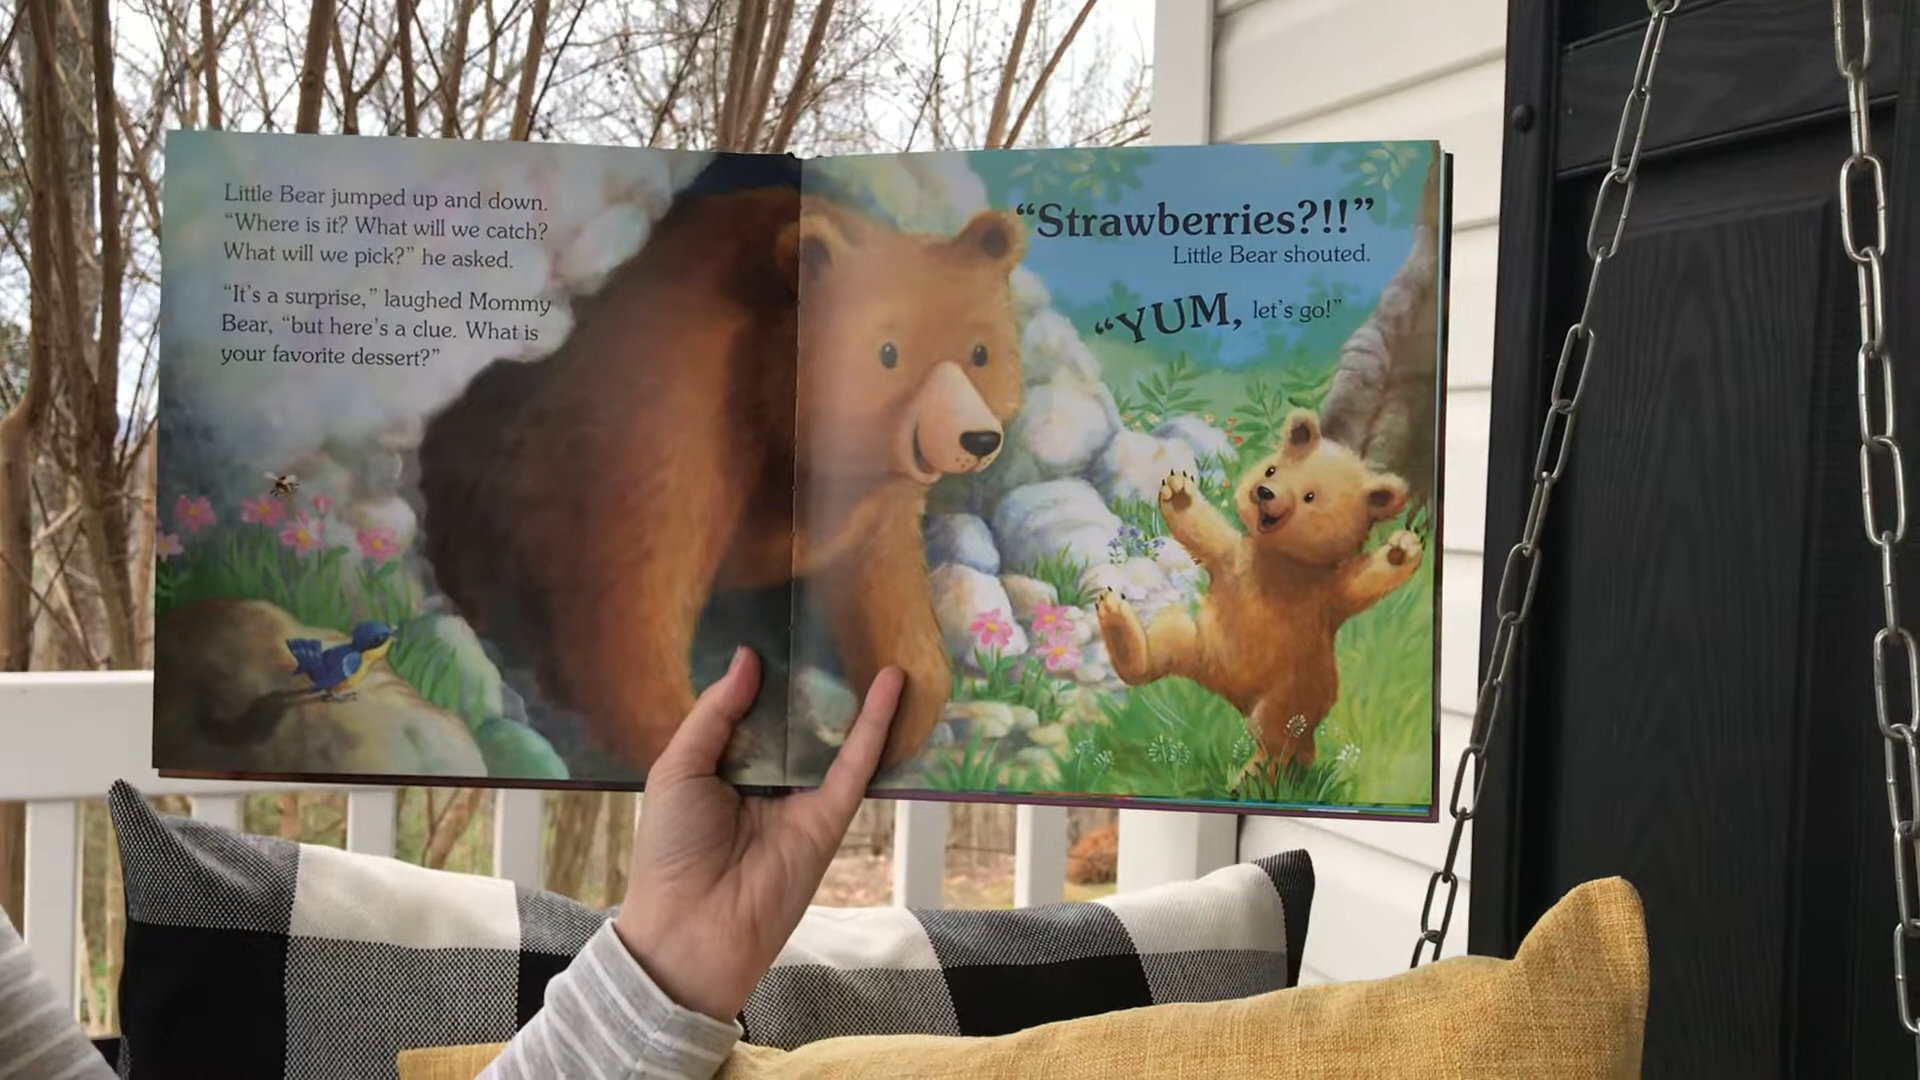 Little Bear jumped up and down.
“Where is it? What will we catch?
What will we pick?” he asked.
“It’s a surprise,” laughed Mommy
Bear, “but here’s a clue. What is
your favorite dessert?”
“Strawberries?!!”
Little Bear shouted.
“YUM, let’s go!”